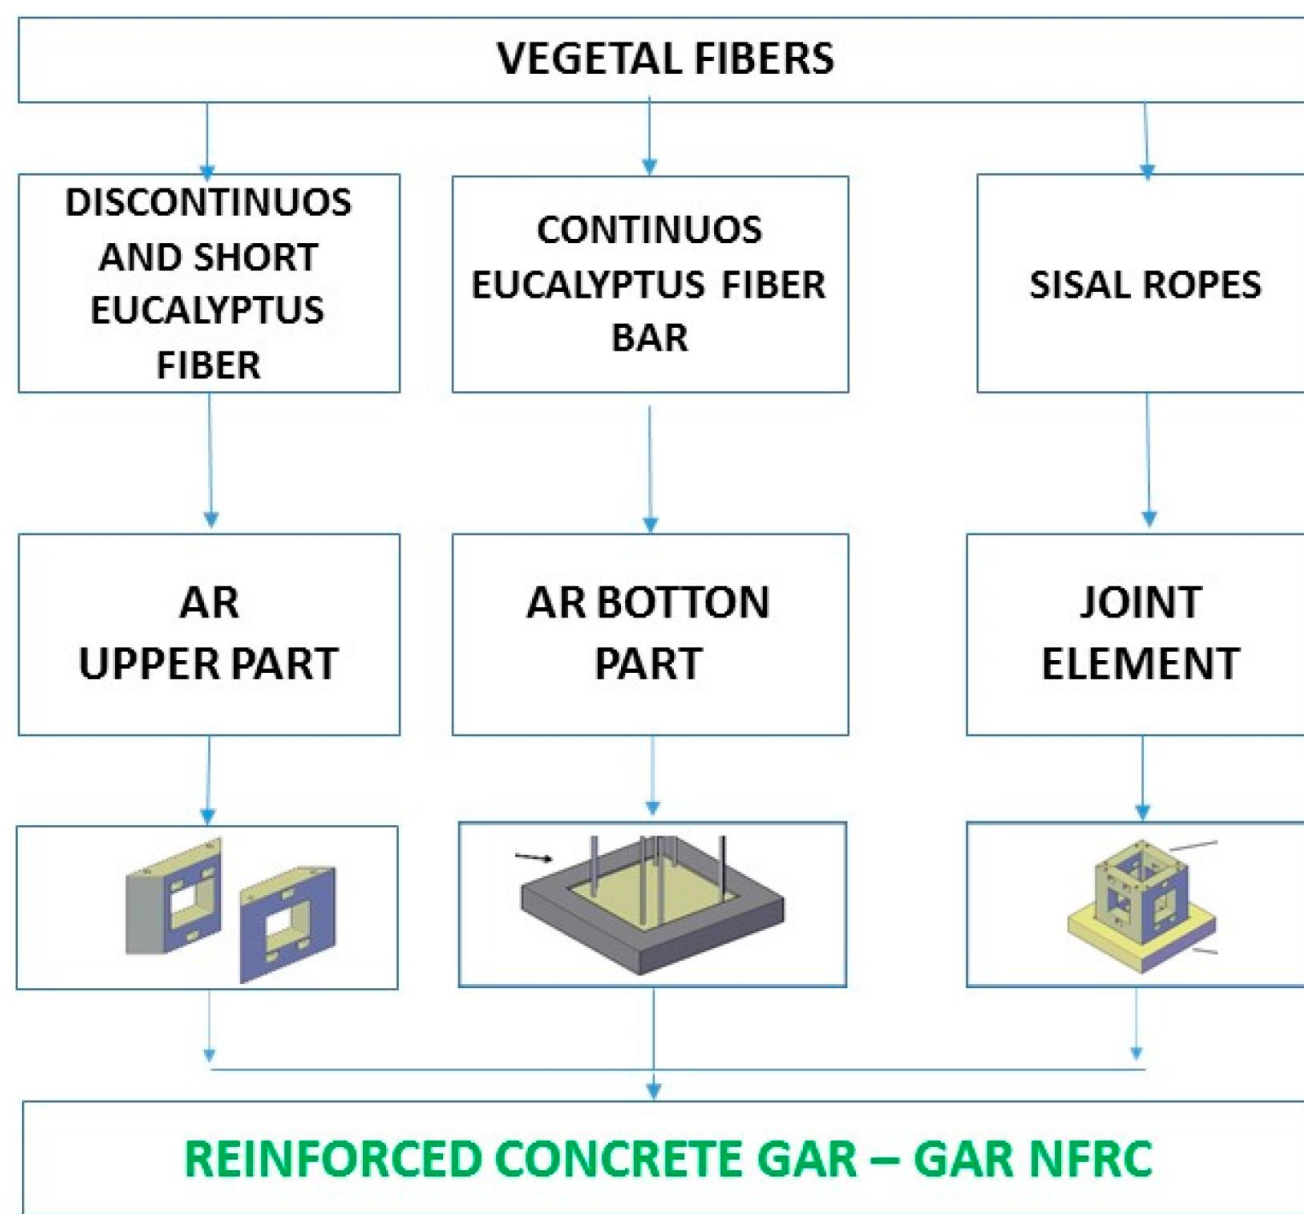 VEGETAL FIBERS
DISCONTINUOS
AND SHORT
EUCALYPTUS
FIBER
CONTINUOS
EUCALYPTUS FIBER
BAR
SISAL ROPES
AR
UPPER PART
AR BOTTON
PART
JOINT
ELEMENT
REINFORCED CONCRETE GAR – GAR NFRC